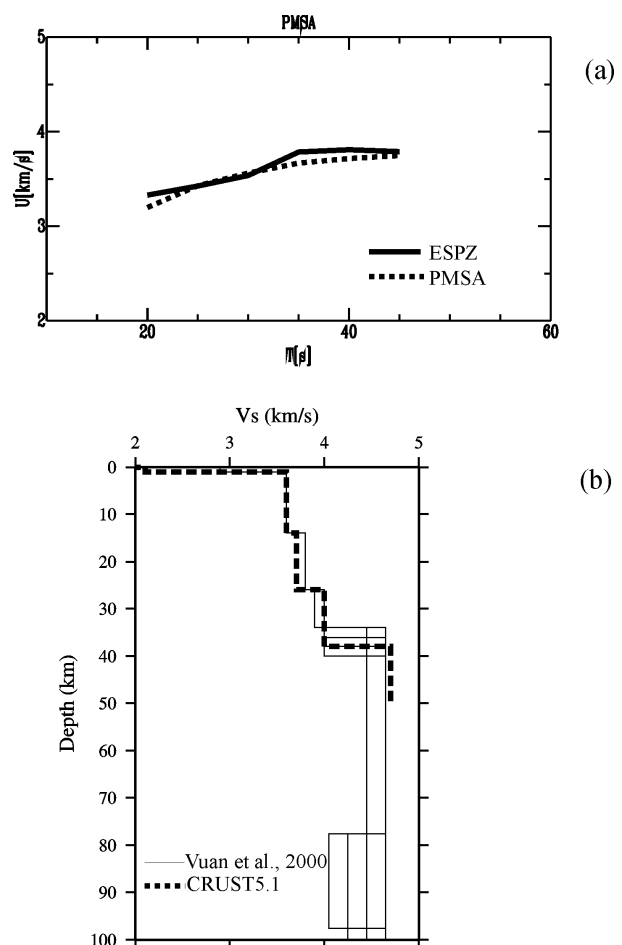 PMSA
(a)
5
4
3
2
U[km/s]
ESPZ
PMSA
20 40 60
T[s]
Vs (km/s)
2 3 4 5
(b)
0
10
20
30
40
50
60
70
80
90
100
Depth (km)
Vuan et al., 2000
CRUST5.1